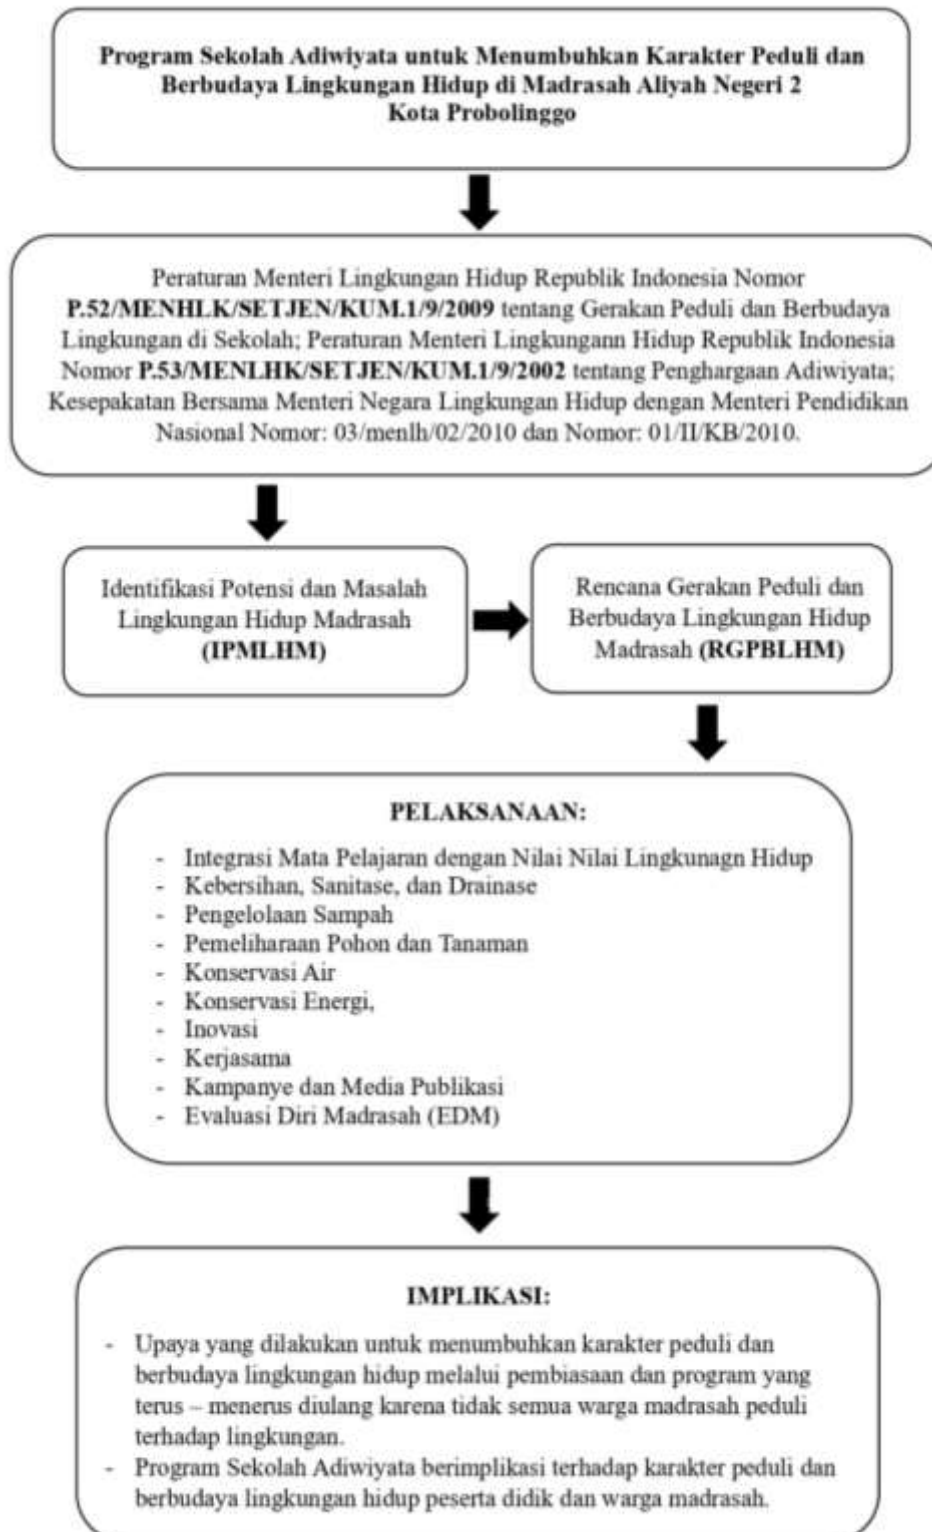 Program Sekolah Adiwiyata untuk Menumbuhkan Karakter Peduli dan
Berbudaya Lingkungan Hidup di Madrasah Aliyah Negeri 2
Kota Probolinggo
Peraturan Menteri Lingkungan Hidup Republik Indonesia Nomor
P.52/MENHLK/SETJEN/KUM.1/9/2009 tentang Gerakan Peduli dan Berbudaya
Lingkungan di Sekolah; Peraturan Menteri Lingkungann Hidup Republik Indonesia
Nomor P.53/MENLHK/SETJEN/KUM.1/9/2002 tentang Penghargaan Adiwiyata;
Kesepakatan Bersama Menteri Negara Lingkungan Hidup dengan Menteri Pendidikan
Nasional Nomor: 03/menlh/02/2010 dan Nomor: 01/II/KB/2010.
Identifikasi Potensi dan Masalah
Lingkungan Hidup Madrasah
(IPMLHM)
Rencana Gerakan Peduli dan
Berbudaya Lingkungan Hidup
Madrasah (RGPBLHM)
PELAKSANAAN:
- Integrasi Mata Pelajaran dengan Nilai Nilai Lingkunagn Hidup
- Kebersihan, Sanitase, dan Drainase
- Pengelolaan Sampah
- Pemeliharaan Pohon dan Tanaman
- Konservasi Air
- Konservasi Energi,
- Inovasi
- Kerjasama
- Kampanye dan Media Publikasi
- Evaluasi Diri Madrasah (EDM)
IMPLIKASI:
- Upaya yang dilakukan untuk menumbuhkan karakter peduli dan
berbudaya lingkungan hidup melalui pembiasaan dan program yang
terus – menerus diulang karena tidak semua warga madrasah peduli
terhadap lingkungan.
- Program Sekolah Adiwiyata berimplikasi terhadap karakter peduli dan
berbudaya lingkungan hidup peserta didik dan warga madrasah.